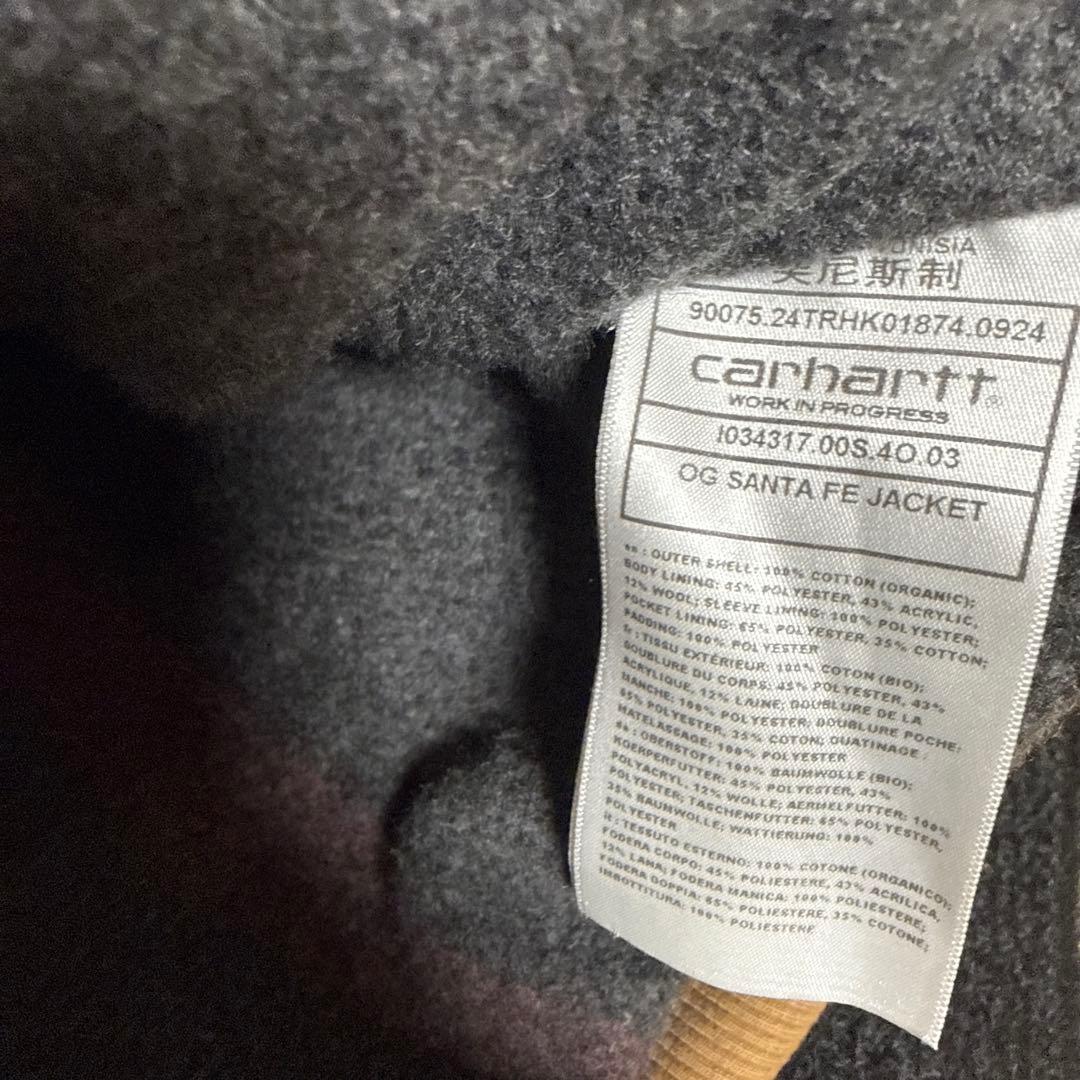 UNISIA
尼斯制
90075.24TRHK01874.0924
carhartt®
WORK IN PROGRESS
I034317.00S.4O.03
OG SANTA FE JACKET
en : OUTER SHELL: 100% COTTON (ORGANIC);
BODY LINING: 45% POLYESTER, 43% ACRYLIC,
12% WOOL; SLEEVE LINING: 100% POLYESTER;
POCKET LINING: 65% POLYESTER, 35% COTTON;
PADDING: 100% POLYESTER
fr : TISSU EXTÉRIEUR: 100% COTON (BIO);
DOUBLURE DU CORPS: 45% POLYESTER, 43%
ACRYLIQUE, 12% LAINE; DOUBLURE DE LA
MANCHE: 100% POLYESTER; DOUBLURE POCHE:
65% POLYESTER, 35% COTON; OUATINAGE /
MATELASSAGE: 100% POLYESTER
de : OBERSTOFF: 100% BAUMWOLLE (BIO);
KOERPERFUTTER: 45% POLYESTER, 43%
POLYACRYL, 12% WOLLE; AERMELFUTTER: 100%
POLYESTER; TASCHENFUTTER: 65% POLYESTER,
35% BAUMWOLLE; WATTIERUNG: 100%
POLYESTER
it : TESSUTO ESTERNO: 100% COTONE (ORGANICO);
FODERA CORPO: 45% POLIESTERE, 43% ACRILICA,
12% LANA; FODERA MANICA: 100% POLIESTERE;
FODERA DOPPIA: 65% POLIESTERE, 35% COTONE;
IMBOTTITURA: 100% POLIESTERE